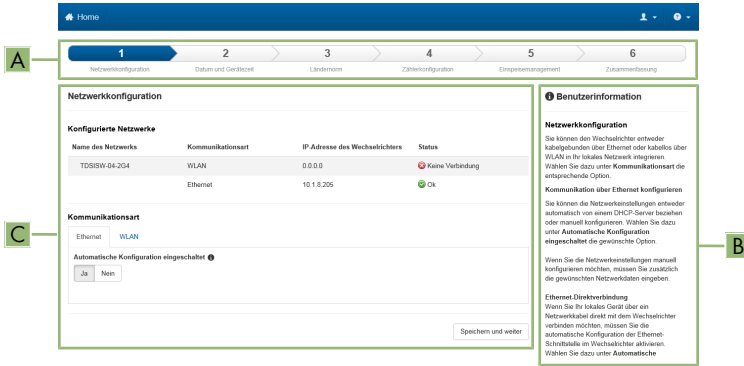 Home
A
1 2 3 4 5 6
Netzwerkkonfiguration Datum und Gerätezeit Ländernorm Zählerkonfiguration Einspeisemanagement Zusammenfassung
C
Netzwerkkonfiguration
Konfigurierte Netzwerke
Name des Netzwerks Kommunikationsart IP-Adresse des Wechselrichters Status
TDSISW-04-2G4 WLAN 0.0.0.0 Keine Verbindung
Ethernet 10.1.8.205 Ok
Kommunikationsart
Ethernet WLAN
Automatische Konfiguration eingeschaltet
Ja Nein
Speichern und weiter
B
Benutzerinformation
Netzwerkkonfiguration
Sie können den Wechselrichter entweder
kabelgebunden über Ethernet oder kabellos über
WLAN in Ihr lokales Netzwerk integrieren.
Wählen Sie dazu unter Kommunikationsart die
entsprechende Option.
Kommunikation über Ethernet konfigurieren
Sie können die Netzwerkeinstellungen entweder
automatisch von einem DHCP-Server beziehen
oder manuell konfigurieren. Wählen Sie dazu
unter Automatische Konfiguration
eingeschaltet die gewünschte Option.
Wenn Sie die Netzwerkeinstellungen manuell
konfigurieren möchten, müssen Sie zusätzlich
die gewünschten Netzwerkdaten eingeben.
Ethernet-Direktverbindung
Wenn Sie Ihr lokales Gerät über ein
Netzwerkkabel direkt mit dem Wechselrichter
verbinden möchten, müssen Sie die
automatische Konfiguration der Ethernet-
Schnittstelle im Wechselrichter aktivieren.
Wählen Sie dazu unter Automatische